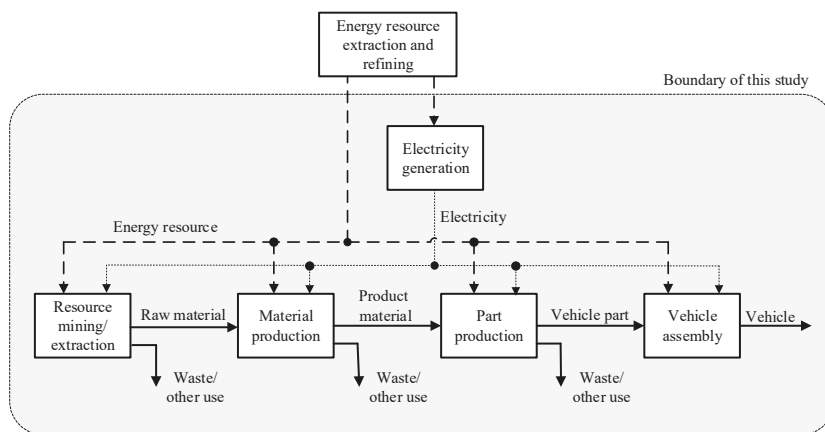 Energy resource
extraction and
refining
Boundary of this study
Electricity
generation
Electricity
Energy resource
Resource
mining/
extraction
Raw material
Material
production
Product
material
Part
production
Vehicle part
Vehicle
assembly
Vehicle
Waste/
other use
Waste/
other use
Waste/
other use